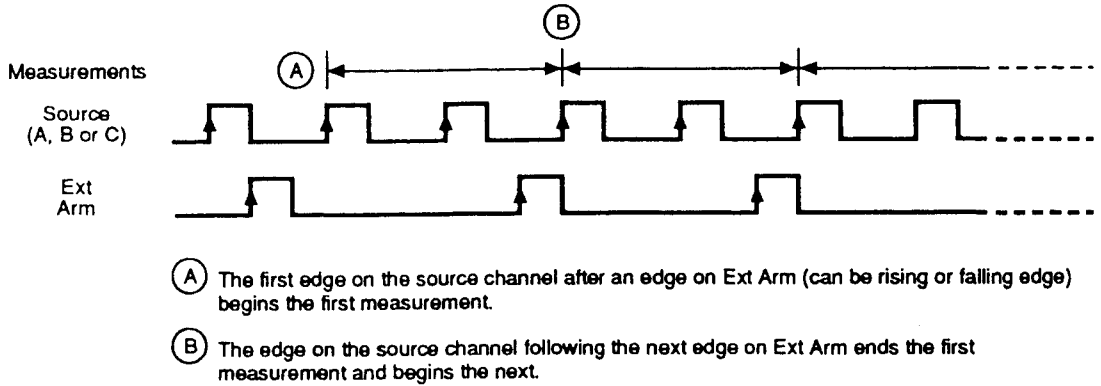 B
A
Measurements
Source
(A, B or C)
Ext
Arm
A The first edge on the source channel after an edge on Ext Arm (can be rising or falling edge)
begins the first measurement.
B The edge on the source channel following the next edge on Ext Arm ends the first
measurement and begins the next.